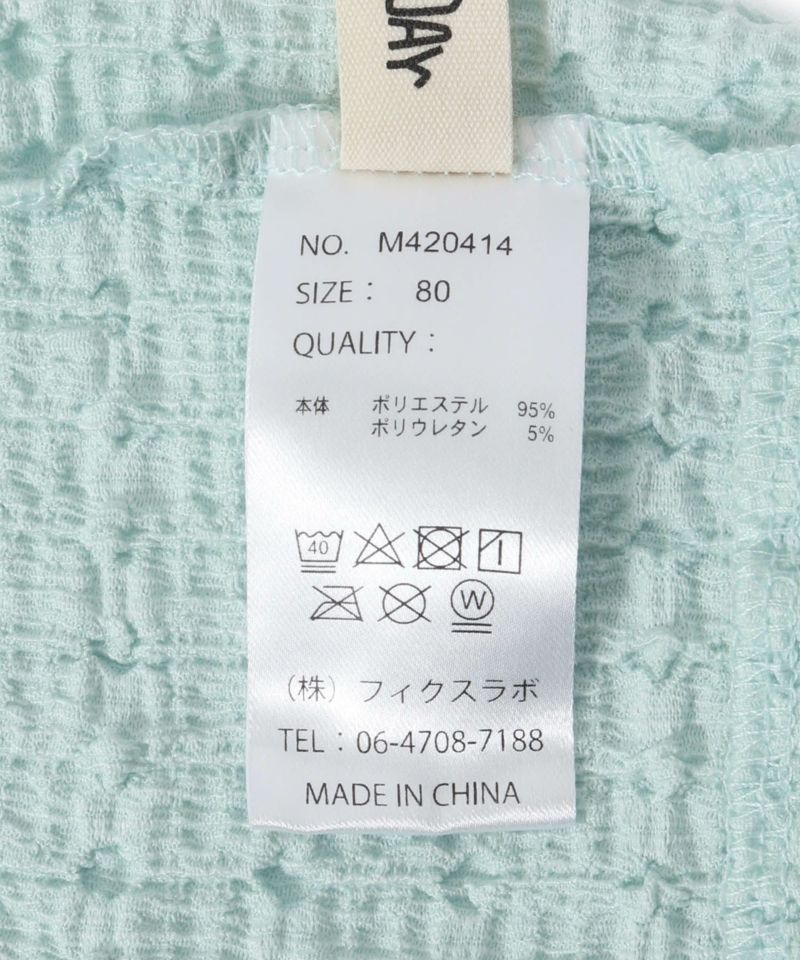 DAY
NO. M420414
SIZE : 80
QUALITY :
本体 ポリエステル 95%
ポリウレタン 5%
40
W
（株）フィクスラボ
TEL : 06-4708-7188
MADE IN CHINA